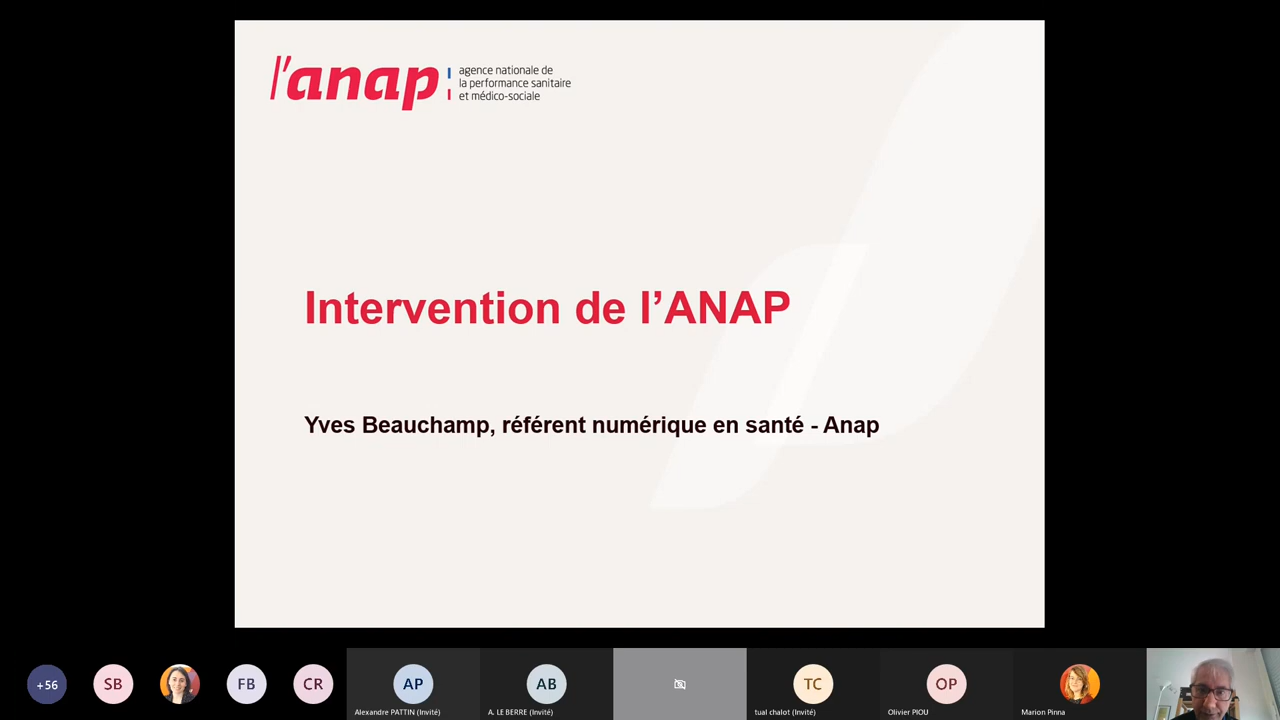 l'anap
agence nationale de
la performance sanitaire
et médico-sociale
Intervention de l’ANAP
Yves Beauchamp, référent numérique en santé - Anap
+56
SB
FB
CR
AP
AB
TC
OP
Alexandre PATTIN (Invité)
A. LE BERRE (Invité)
tual chalot (Invité)
Olivier PIOU
Marion Pinna